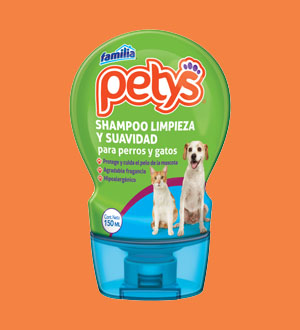 familia
petys
SHAMPOO LIMPIEZA
Y SUAVIDAD
para perros y gatos
Protege y cuida el pelo de la mascota
Agradable fragancia
Hipoalergénico
Cont. Neto
150 ML